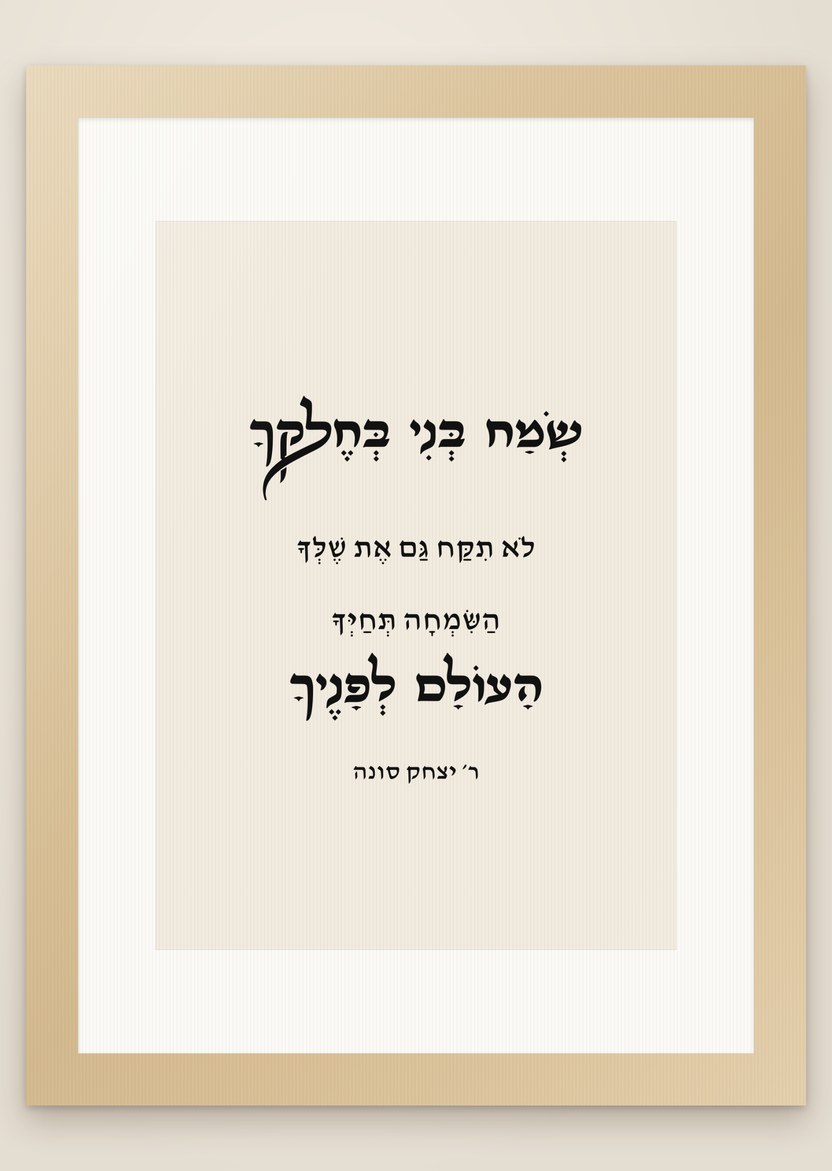 שְׂמַח בְּנִי בְּחֶלְקְךָ
לֹא תִקַּח גַּם אֶת שֶׁלְּךָ
הַשִּׂמְחָה תְּחַיְּךָ
הָעוֹלָם לְפָנֶיךָ
ר׳ יצחק סונה